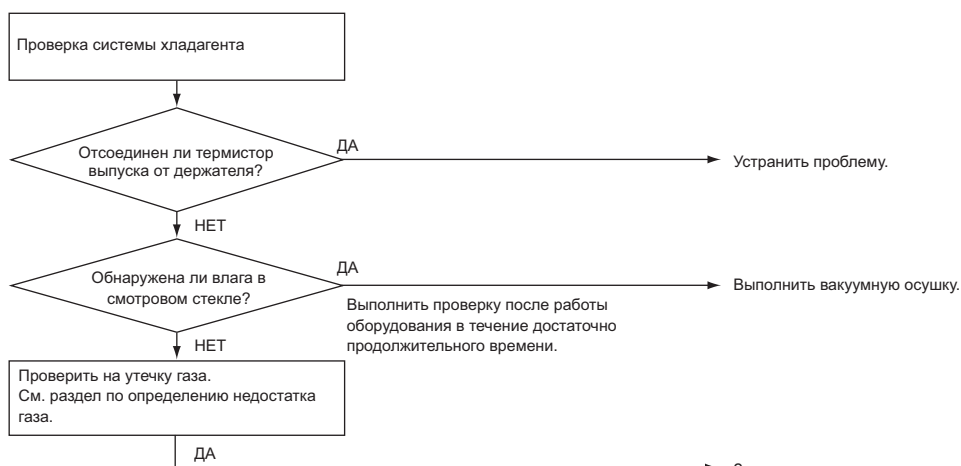 Проверка системы хладагента
Отсоединен ли термистор
выпуска от держателя?
ДА
Устранить проблему.
НЕТ
Обнаружена ли влага в
смотровом стекле?
ДА
Выполнить вакуумную осушку.
Выполнить проверку после работы
оборудования в течение достаточно
продолжительного времени.
НЕТ
Проверить на утечку газа.
См. раздел по определению недостатка
газа.
ДА